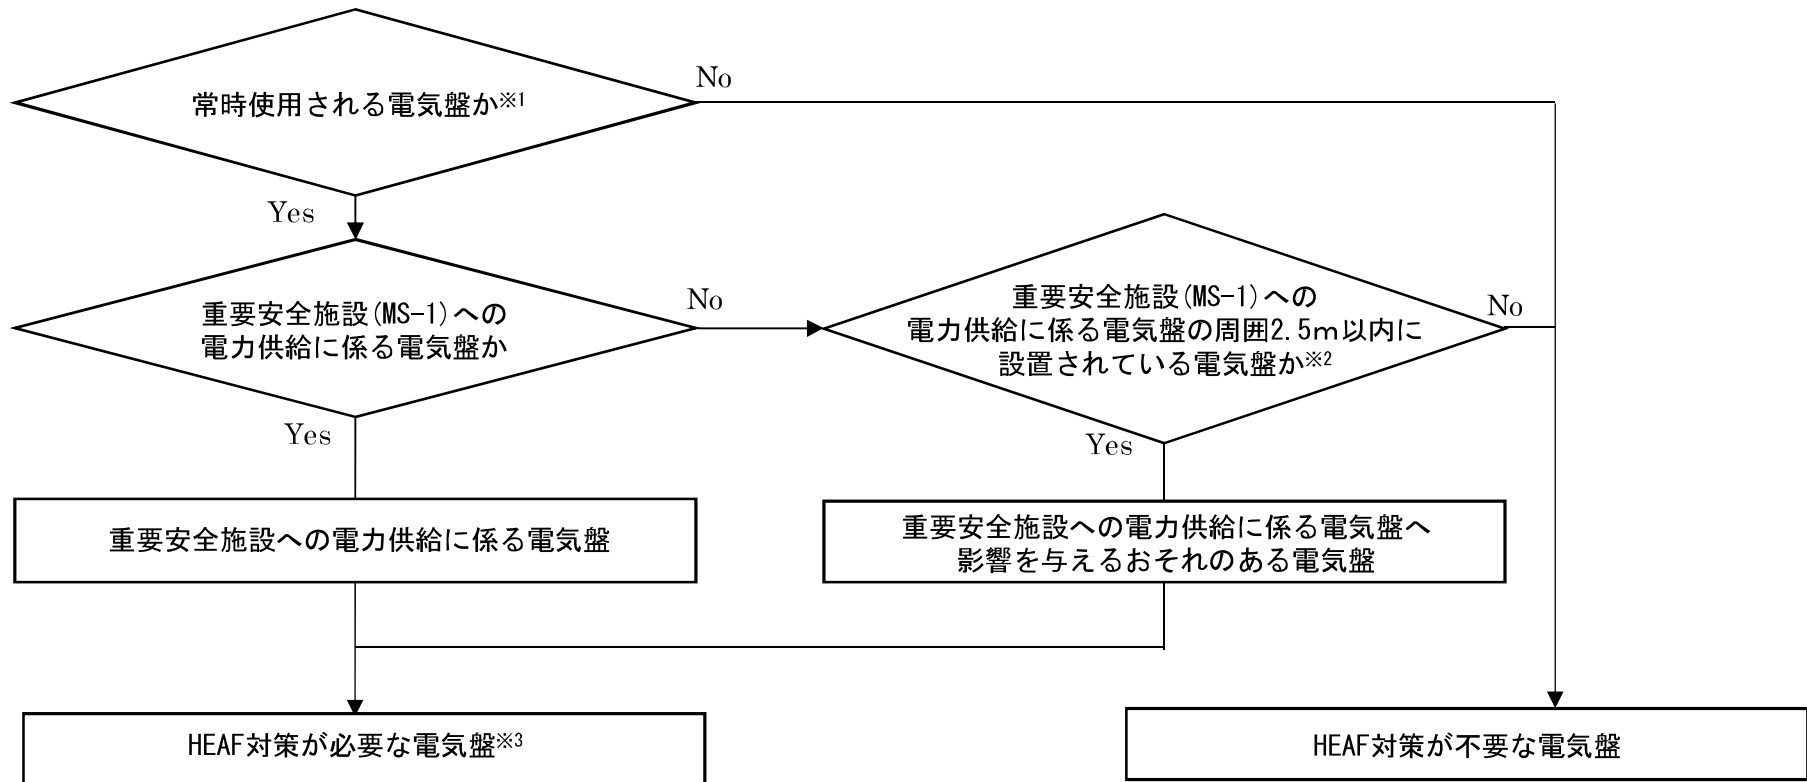 常時使用される電気盤か※1
No
Yes
重要安全施設(MS-1)への
電力供給に係る電気盤か
No
重要安全施設(MS-1)への
電力供給に係る電気盤の周囲2.5m以内に
設置されている電気盤か※2
No
Yes
Yes
重要安全施設への電力供給に係る電気盤
重要安全施設への電力供給に係る電気盤へ
影響を与えるおそれのある電気盤
HEAF対策が必要な電気盤※3
HEAF対策が不要な電気盤